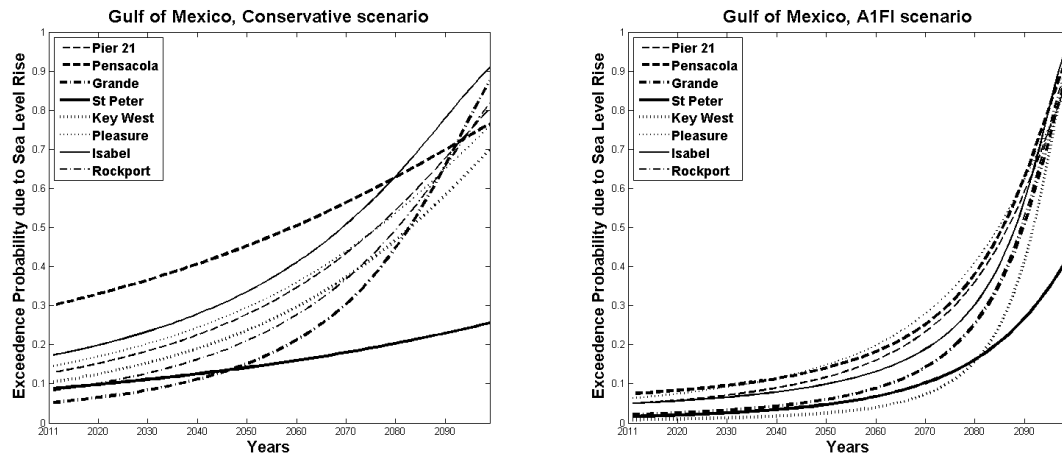 Gulf of Mexico, Conservative scenario
Exceedence Probability due to Sea Level Rise
1
0.9
0.8
0.7
0.6
0.5
0.4
0.3
0.2
0.1
0
Pier 21
Pensacola
Grande
St Peter
Key West
Pleasure
Isabel
Rockport
2011 2020 2030 2040 2050 2060 2070 2080 2090
Years
Gulf of Mexico, A1FI scenario
Exceedence Probability due to Sea Level Rise
1
0.9
0.8
0.7
0.6
0.5
0.4
0.3
0.2
0.1
0
Pier 21
Pensacola
Grande
St Peter
Key West
Pleasure
Isabel
Rockport
2011 2020 2030 2040 2050 2060 2070 2080 2090
Years